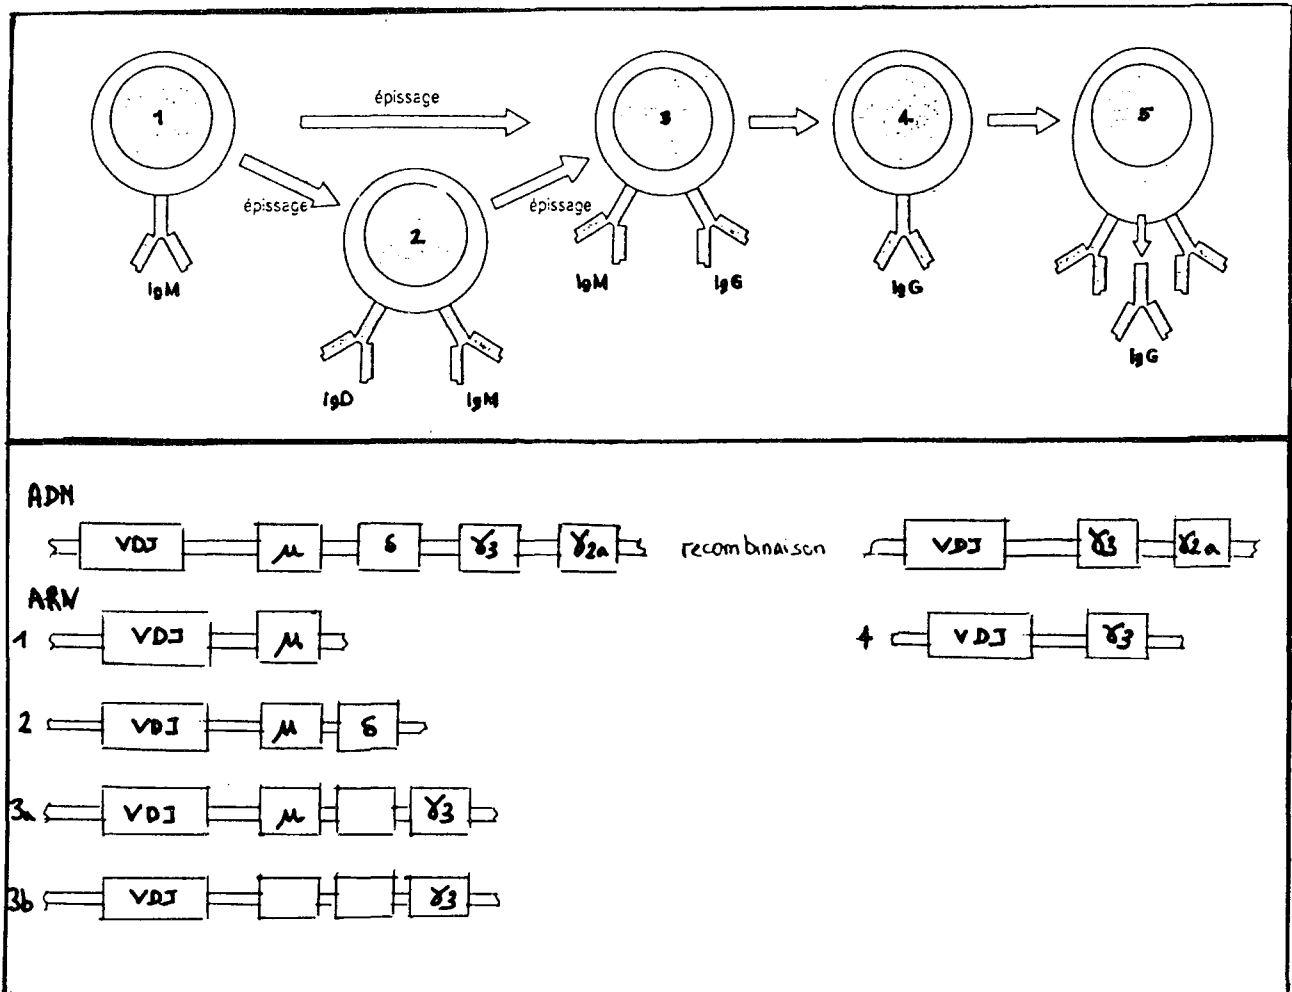 1
épissage
3
4
5
épissage
2
épissage
IgM
IgM
IgG
IgG
IgG
IgD
IgM
ADN
VDJ μ δ γ3 γ2a recombinaison VDJ γ3 γ2a
ARN
1 VDJ μ 4 VDJ γ3
2 VDJ μ δ
3a VDJ μ γ3
3b VDJ γ3